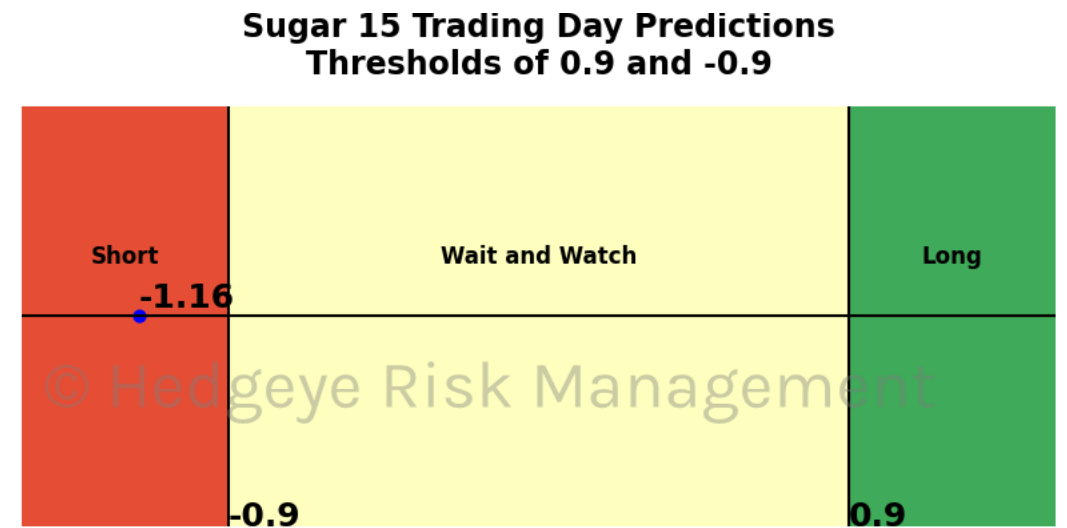 Sugar 15 Trading Day Predictions
Thresholds of 0.9 and -0.9
Short
Wait and Watch
Long
-1.16
© Hedgeye Risk Management
-0.9
0.9